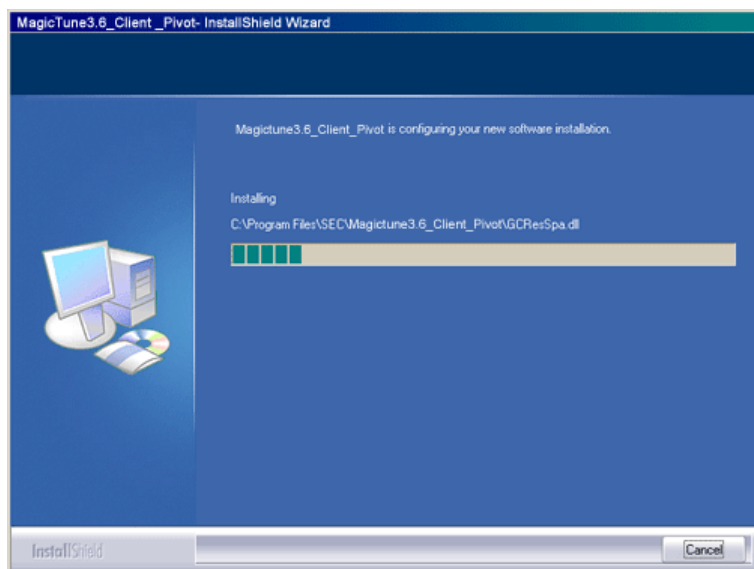 MagicTune3.6_Client _Pivot- InstallShield Wizard
Magictune3.6_Client_Pivot is configuring your new software installation.
Installing
C:\Program Files\SEC\Magictune3.6_Client_Pivot\GCResSpa.dll
InstallShield
Cancel